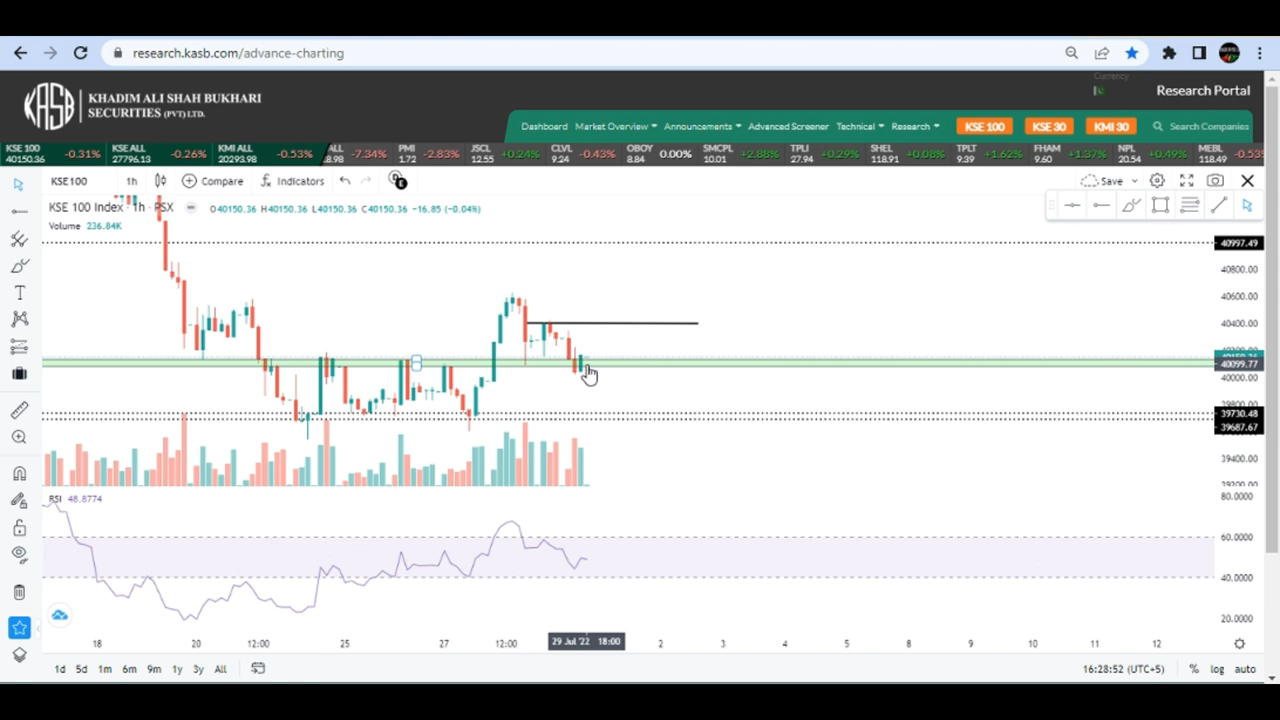 research.kasb.com/advance-charting
KASB
KHADIM ALI SHAH BUKHARI
SECURITIES (PVT) LTD.
Currency
Research Portal
Dashboard Market Overview Announcements Advanced Screener Technical Research KSE 100 KSE 30 KMI 30 Search Companies
KSE 100 40150.36 -0.31%
KSE ALL 27796.13 -0.26%
KMI ALL 20293.98 -0.53%
-7.34%
PMI 1.72 -2.83%
JSCL 12.55 +0.24%
CLVL 9.24 -0.43%
OBOY 8.84 0.00%
SMCPL 10.01 +2.88%
TPLI 27.94 +0.29%
SHEL 118.91 +0.08%
TPLT 9.39 +1.62%
FHAM 9.60 +1.37%
NPL 20.54 +0.49%
MEBL 118.49 -0.53%
KSE100 1h Compare Indicators Save
KSE 100 Index · 1h · PSX O40150.36 H40150.36 L40150.36 C40150.36 −16.85 (−0.04%)
Volume 236.84K
40997.49
40800.00
40600.00
40400.00
40099.77
40000.00
39730.48
39687.67
39400.00
RSI 48.8774
80.0000
60.0000
40.0000
20.0000
18 20 12:00 25 27 12:00 29 Jul '22 18:00 2 3 4 5 8 9 10 11 12
1d 5d 1m 6m 9m 1y 3y All 16:28:52 (UTC+5) % log auto